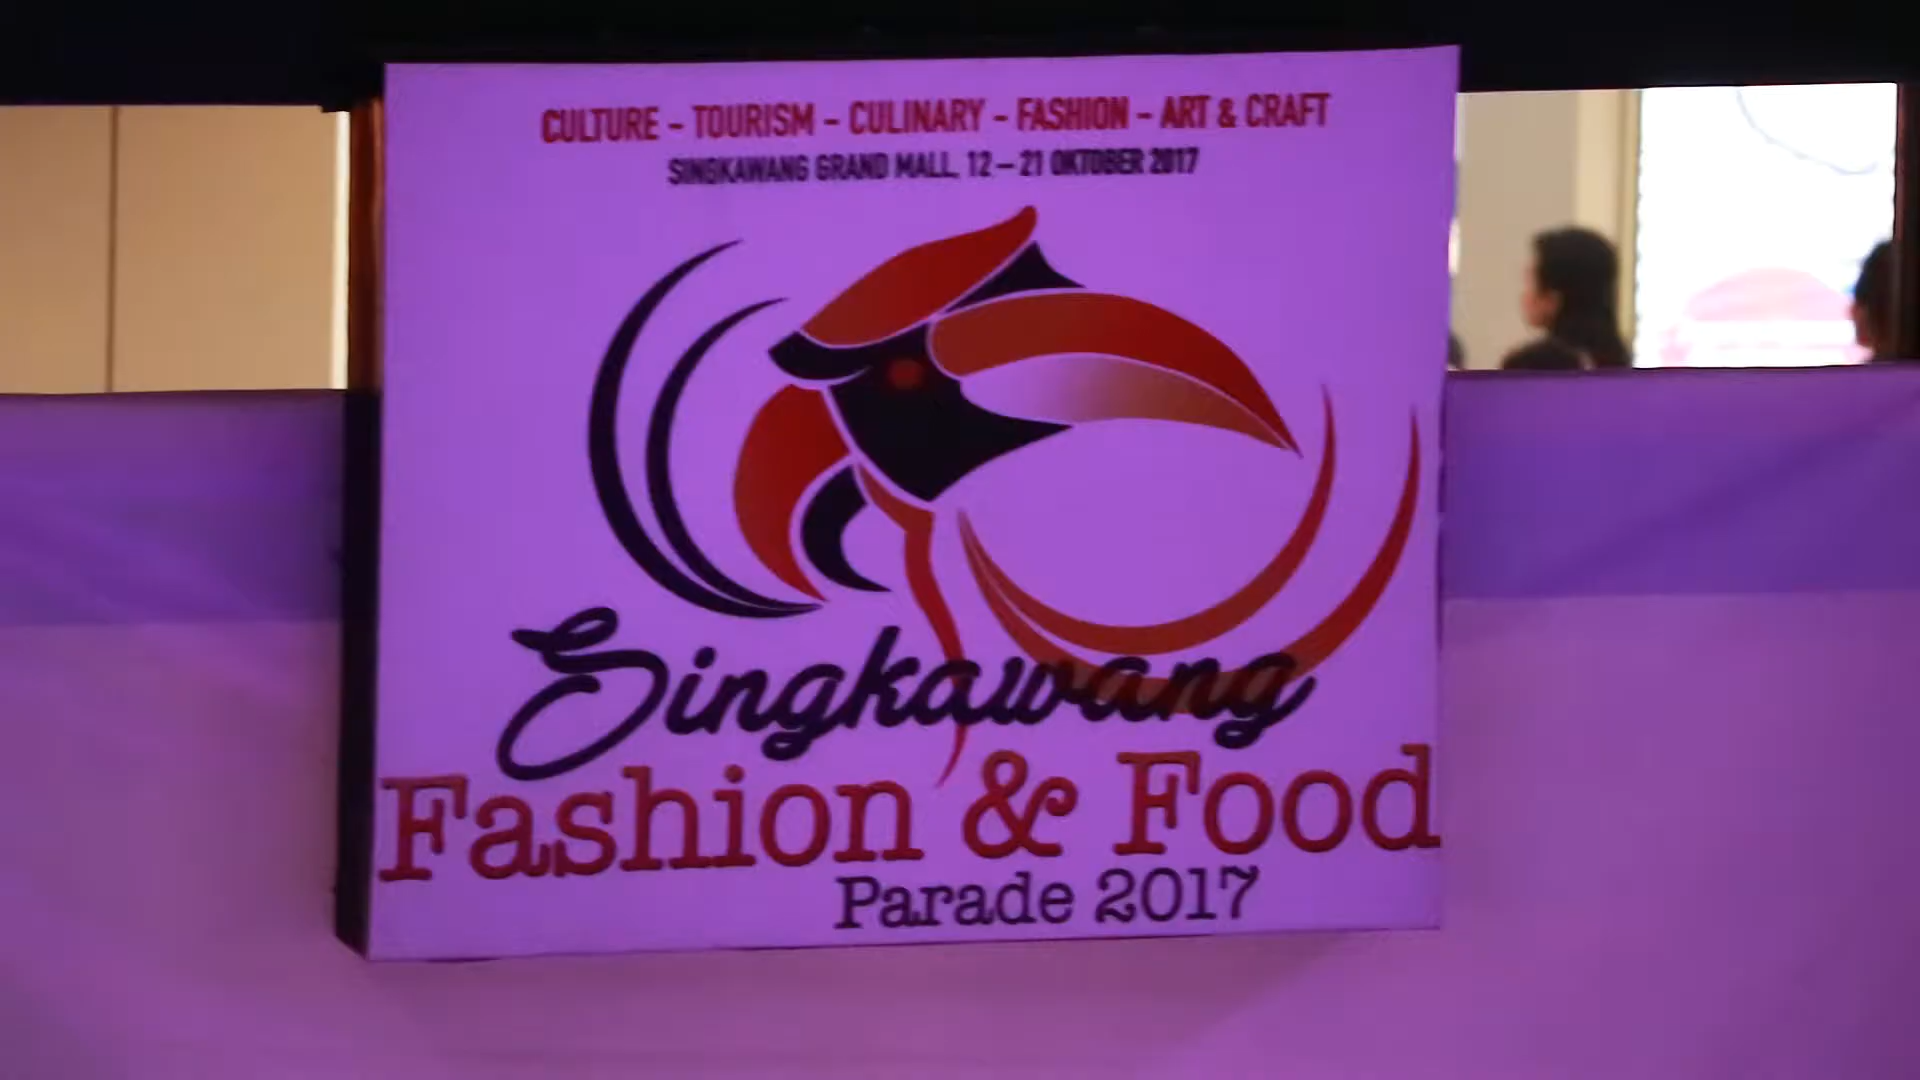 CULTURE - TOURISM - CULINARY - FASHION - ART & CRAFT
SINGKAWANG GRAND MALL, 12 – 21 OKTOBER 2017
Singkawang
Fashion & Food
Parade 2017